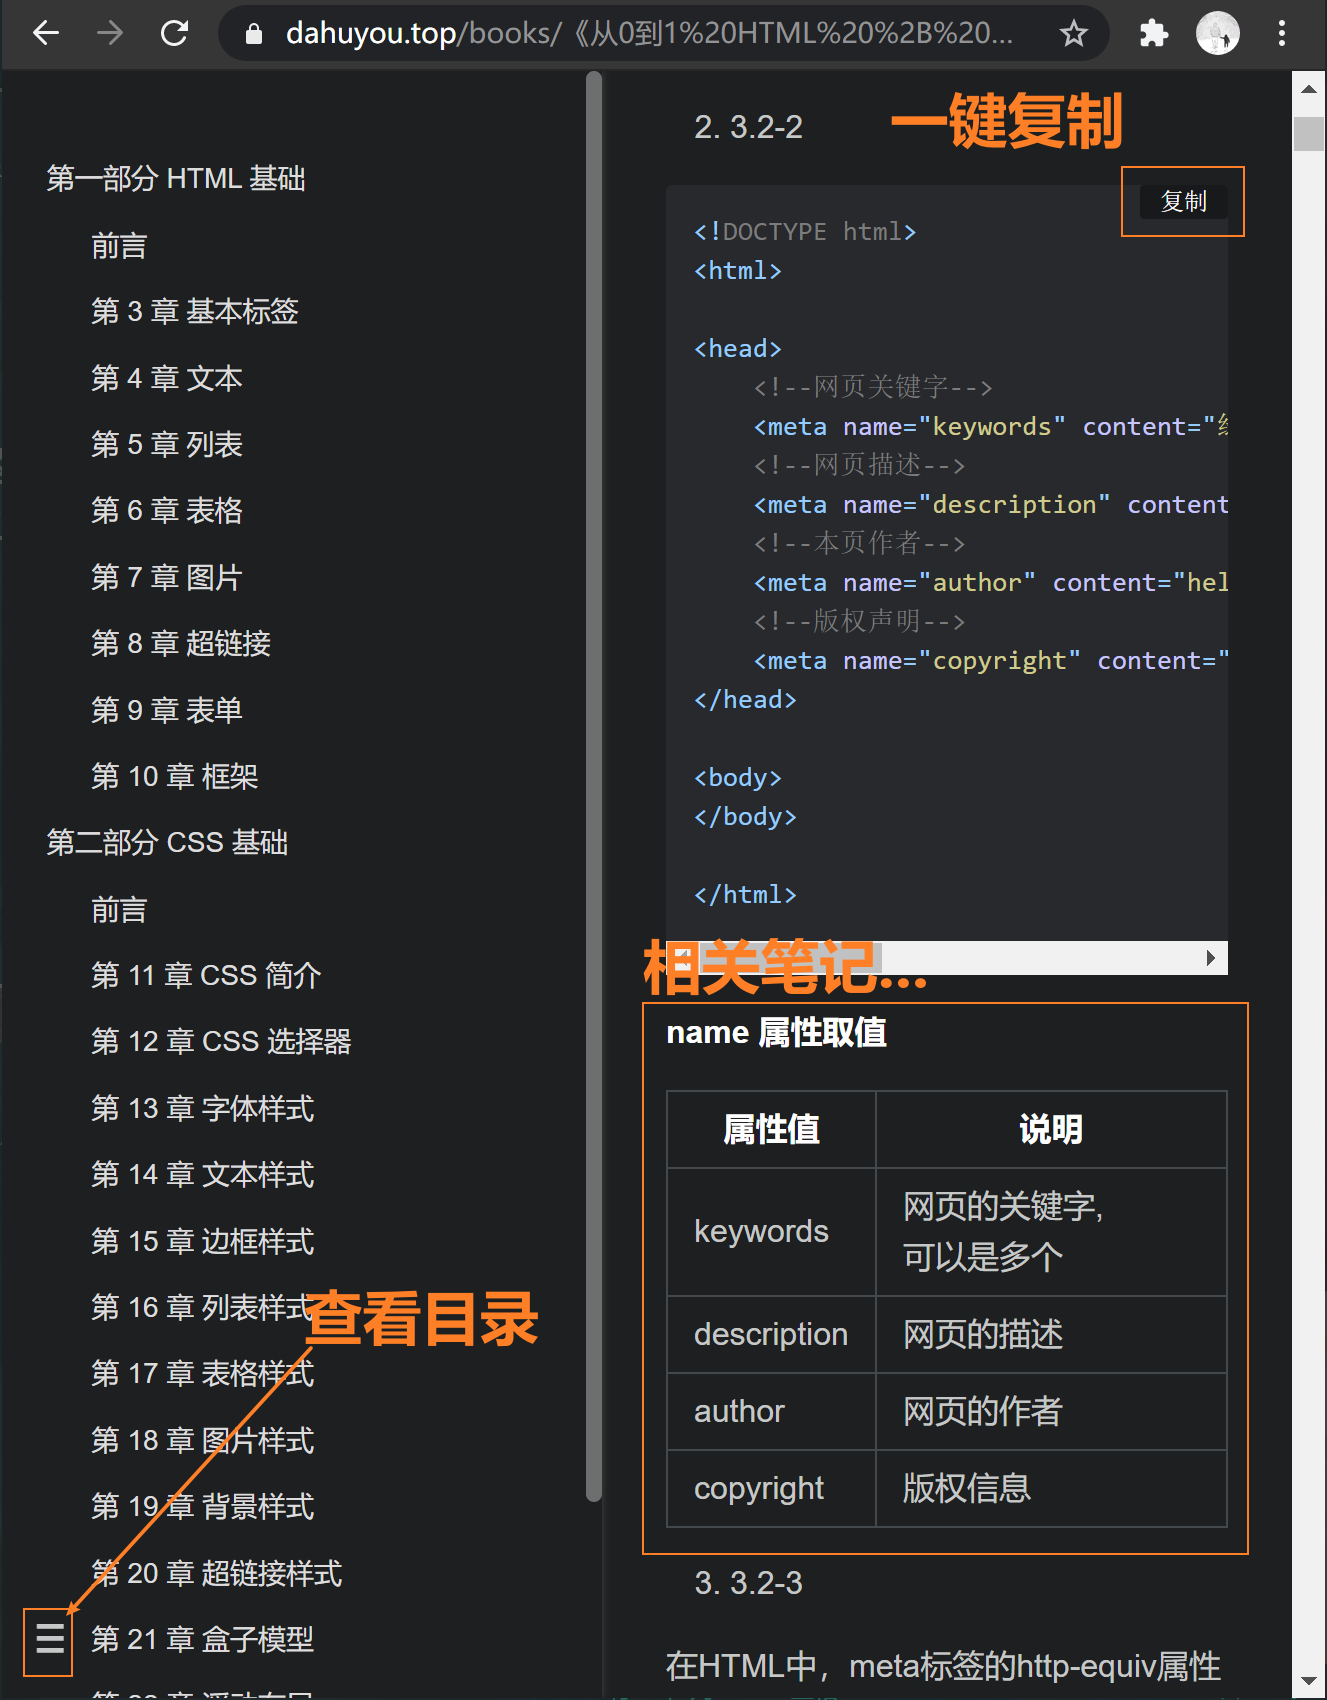 dahuyou.top/books/《从0到1%20HTML%20%2B%20...
第一部分 HTML 基础
前言
第 3 章 基本标签
第 4 章 文本
第 5 章 列表
第 6 章 表格
第 7 章 图片
第 8 章 超链接
第 9 章 表单
第 10 章 框架
第二部分 CSS 基础
前言
第 11 章 CSS 简介
第 12 章 CSS 选择器
第 13 章 字体样式
第 14 章 文本样式
第 15 章 边框样式
第 16 章 列表样式
查看目录
第 17 章 表格样式
第 18 章 图片样式
第 19 章 背景样式
第 20 章 超链接样式
第 21 章 盒子模型
2. 3.2-2
一键复制
复制
<!DOCTYPE html>
<html>
<head>
<!--网页关键字-->
<meta name="keywords" content="
<!--网页描述-->
<meta name="description" content
<!--本页作者-->
<meta name="author" content="hel
<!--版权声明-->
<meta name="copyright" content="
</head>
<body>
</body>
</html>
相关笔记...
name 属性取值
属性值 说明
keywords 网页的关键字,
可以是多个
description 网页的描述
author 网页的作者
copyright 版权信息
3. 3.2-3
在HTML中，meta标签的http-equiv属性